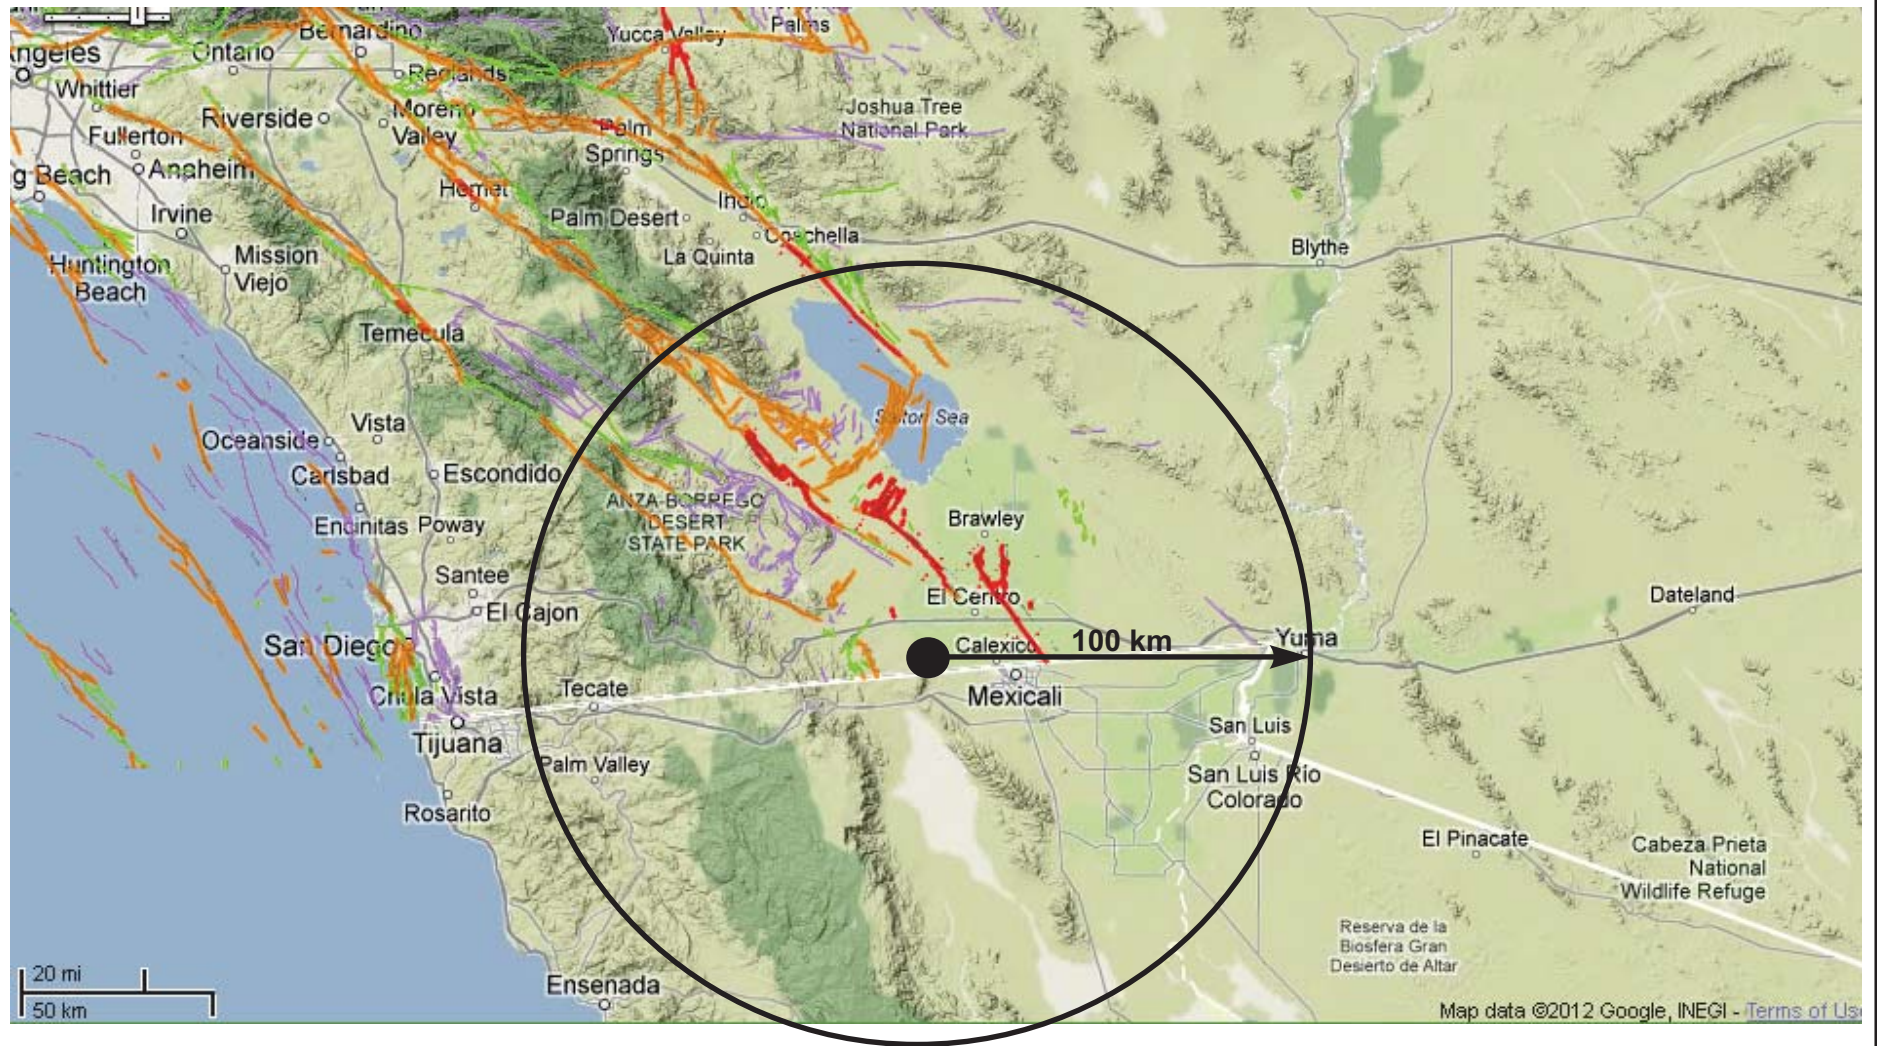 Yucca Valley
Palms
Bernardino
Ontario
Angeles
Redlands
Whittier
Riverside
Moreno
Valley
Joshua Tree
National Park
Fullerton
Palm
Springs
Anaheim
g Beach
Hemet
Irvine
Palm Desert
Indio
Coachella
Mission
Viejo
La Quinta
Blythe
Huntington
Beach
Temecula
Salton Sea
Vista
Oceanside
Carlsbad
Escondido
ANZA-BORREGO
DESERT
STATE PARK
Encinitas
Poway
Brawley
Santee
El Cajon
El Centro
Dateland
San Diego
Calexico
100 km
Yuma
Chula Vista
Tecate
Mexicali
Tijuana
San Luis
Palm Valley
San Luis Río
Colorado
Rosarito
El Pinacate
Cabeza Prieta
National
Wildlife Refuge
Reserva de la
Biosfera Gran
Desierto de Altar
Ensenada
20 mi
50 km
Map data ©2012 Google, INEGI - Terms of Us